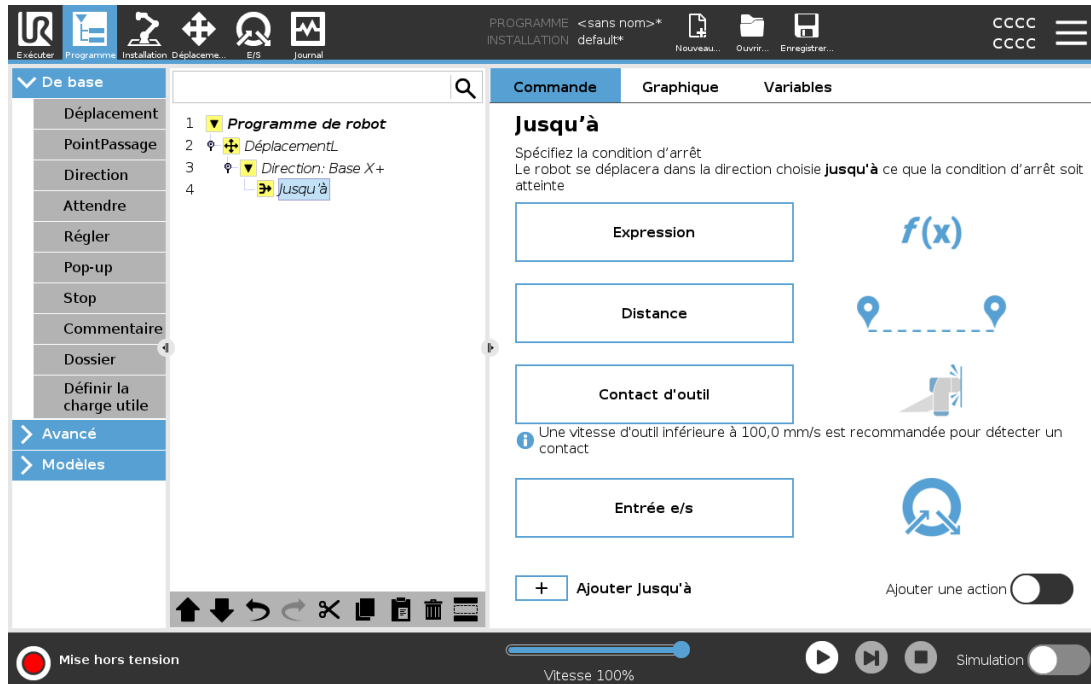 UR
Exécuter
Programme
Installation
Déplaceme...
E/S
Journal
PROGRAMME <sans nom>*
INSTALLATION default*
Nouveau...
Ouvrir...
Enregistrer...
cccc
cccc
De base
Déplacement
PointPassage
Direction
Attendre
Régler
Pop-up
Stop
Commentaire
Dossier
Définir la
charge utile
Avancé
Modèles
1 Programme de robot
2 DéplacementL
3 Direction: Base X+
4 Jusqu'à
Commande Graphique Variables
Jusqu’à
Spécifiez la condition d’arrêt
Le robot se déplacera dans la direction choisie jusqu'à ce que la condition d’arrêt soit
atteinte
Expression
f(x)
Distance
Contact d'outil
Une vitesse d'outil inférieure à 100,0 mm/s est recommandée pour détecter un
contact
Entrée e/s
+ Ajouter Jusqu'à
Ajouter une action
Mise hors tension
Vitesse 100%
Simulation